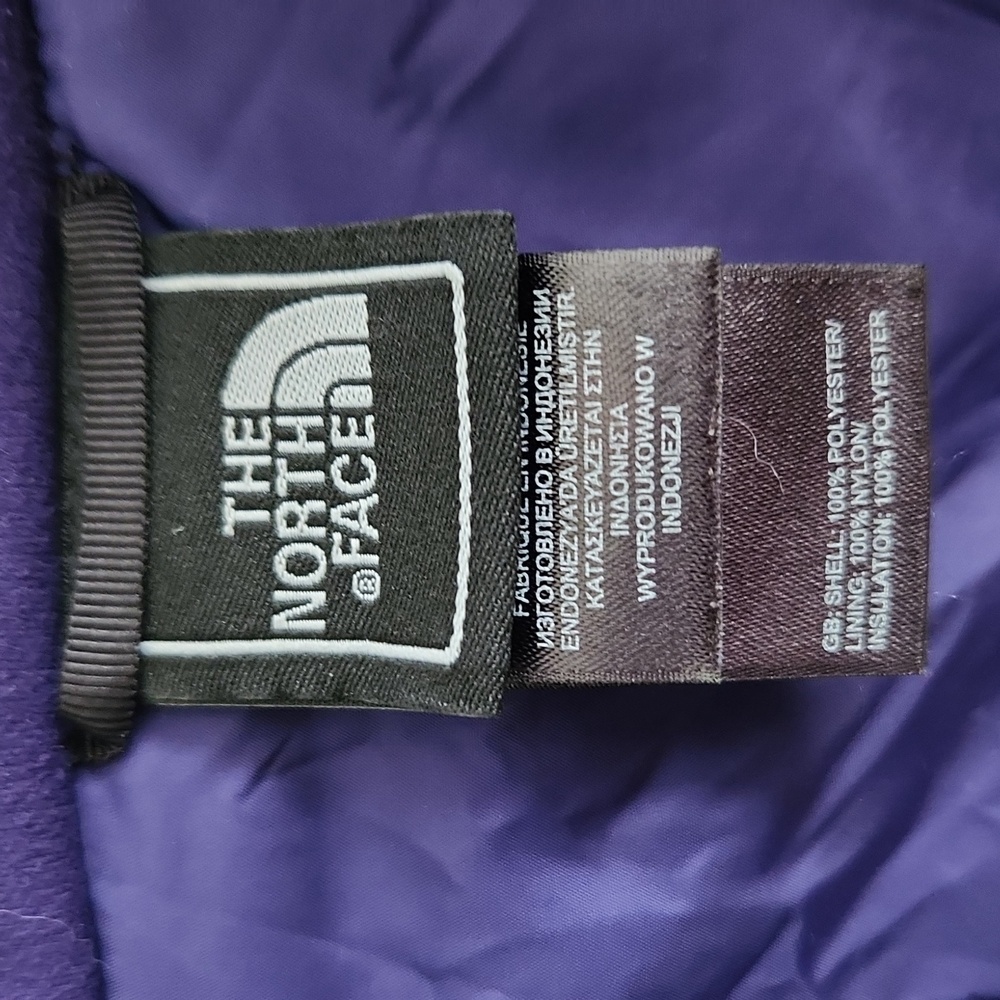 THE
NORTH
®FACE
FABRIQUÉ EN INDONÉSIE
ИЗГОТОВЛЕНО В ИНДОНЕЗИИ
ENDONEZYA'DA ÜRETILMISTIR.
ΚΑΤΑΣΚΕΥΑΖΕΤΑΙ ΣΤΗΝ
ΙΝΔΟΝΗΣΙΑ
WYPRODUKOWANO W
INDONEZJI
GB: SHELL 100% POLYESTER/
LINING: 100% NYLON/
INSULATION: 100% POLYESTER